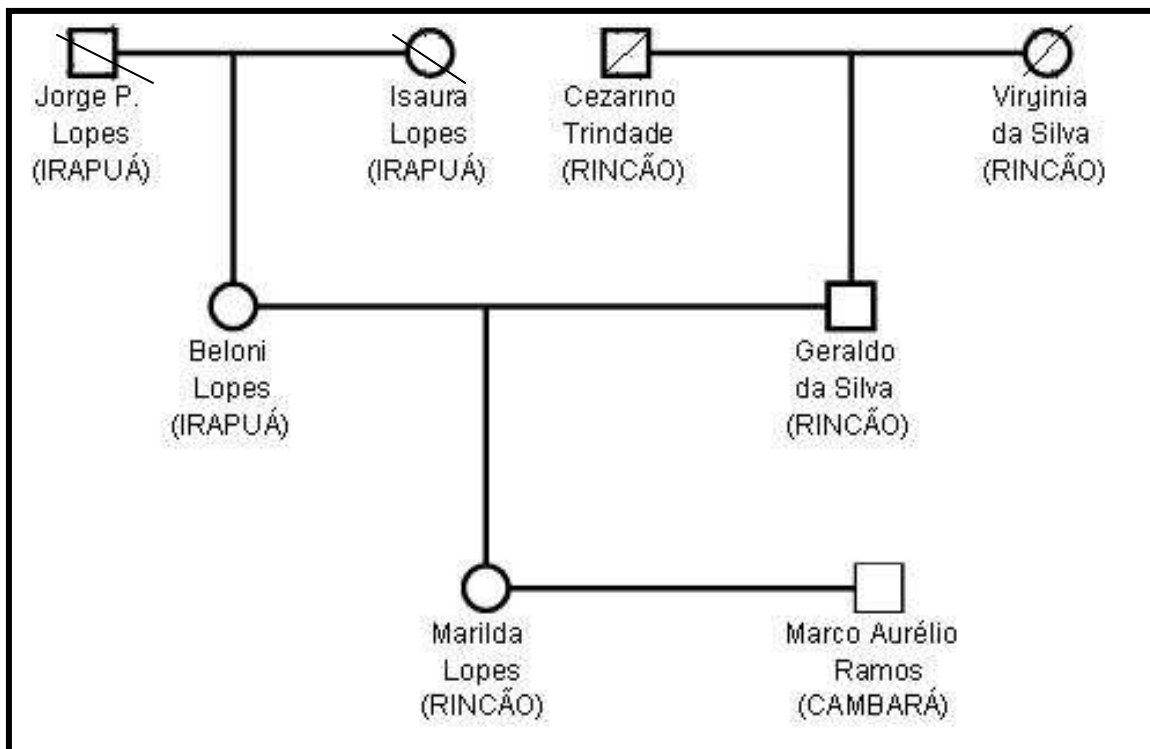 Jorge P.
Lopes
(IRAPUÁ)
Isaura
Lopes
(IRAPUÁ)
Cezarino
Trindade
(RINCÃO)
Virginia
da Silva
(RINCÃO)
Beloni
Lopes
(IRAPUÁ)
Geraldo
da Silva
(RINCÃO)
Marilda
Lopes
(RINCÃO)
Marco Aurélio
Ramos
(CAMBARÁ)